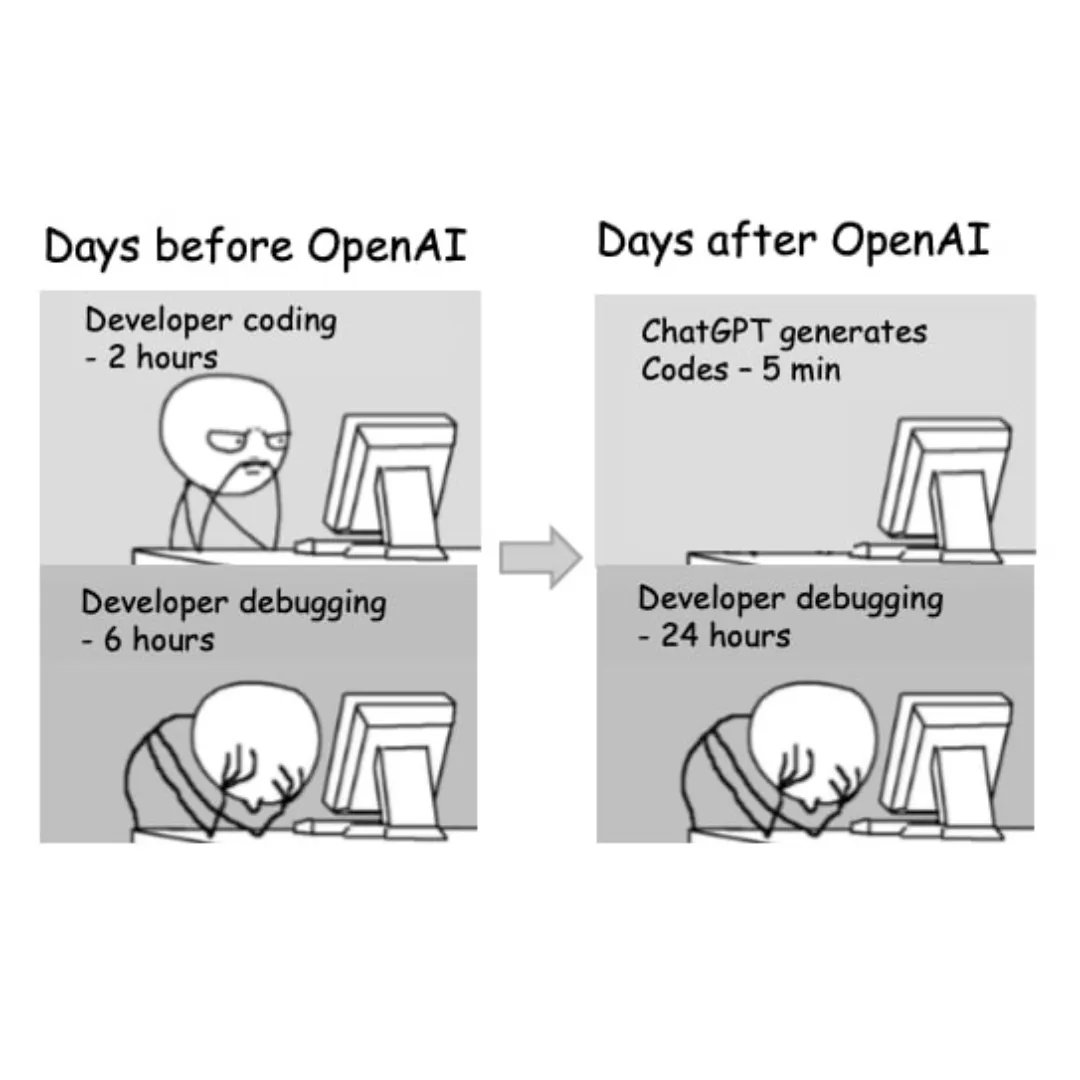 Days before OpenAI
Developer coding
- 2 hours
Developer debugging
- 6 hours
Days after OpenAI
ChatGPT generates
Codes - 5 min
Developer debugging
- 24 hours